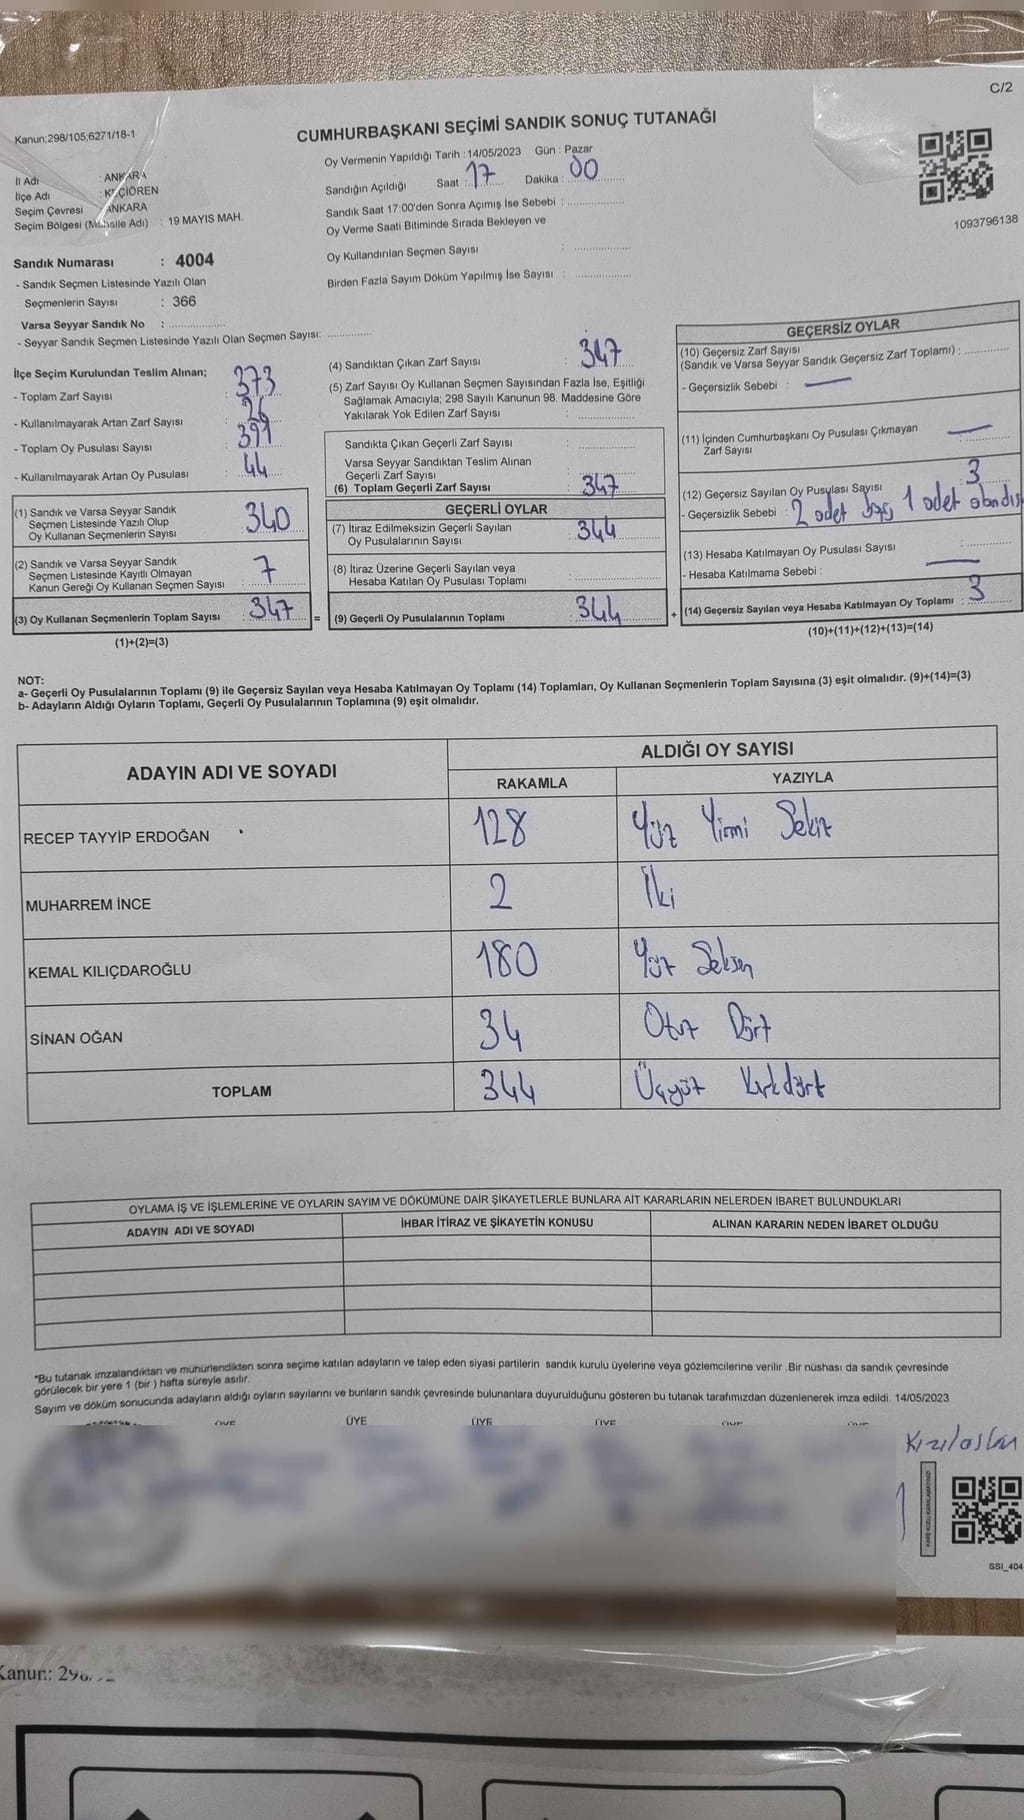 C/2
Kanun:298/105;6271/18-1
CUMHURBAŞKANI SEÇİMİ SANDIK SONUÇ TUTANAĞI
İl Adı : ANKARA
İlçe Adı : KEÇİÖREN
Seçim Çevresi ANKARA
Seçim Bölgesi (Mahalle Adı) : 19 MAYIS MAH.
Oy Vermenin Yapıldığı Tarih : 14/05/2023 Gün : Pazar
Sandığın Açıldığı Saat : 17 Dakika : 00
Sandık Saat 17:00'den Sonra Açımış İse Sebebi :
Oy Verme Saati Bitiminde Sırada Bekleyen ve
Oy Kullandırılan Seçmen Sayısı :
Birden Fazla Sayım Döküm Yapılmış İse Sayısı :
1093796138
Sandık Numarası : 4004
- Sandık Seçmen Listesinde Yazılı Olan
Seçmenlerin Sayısı : 366
Varsa Seyyar Sandık No :
- Seyyar Sandık Seçmen Listesinde Yazılı Olan Seçmen Sayısı:
İlçe Seçim Kurulundan Teslim Alınan;
- Toplam Zarf Sayısı : 373
- Kullanılmayarak Artan Zarf Sayısı : 26
- Toplam Oy Pusulası Sayısı : 391
- Kullanılmayarak Artan Oy Pusulası : 44
(1) Sandık ve Varsa Seyyar Sandık
Seçmen Listesinde Yazılı Olup
Oy Kullanan Seçmenlerin Sayısı : 340
(2) Sandık ve Varsa Seyyar Sandık
Seçmen Listesinde Kayıtlı Olmayan
Kanun Gereği Oy Kullanan Seçmen Sayısı : 7
(3) Oy Kullanan Seçmenlerin Toplam Sayısı : 347 =
(1)+(2)=(3)
(4) Sandıktan Çıkan Zarf Sayısı : 347
(5) Zarf Sayısı Oy Kullanan Seçmen Sayısından Fazla İse, Eşitliği
Sağlamak Amacıyla; 298 Sayılı Kanunun 98. Maddesine Göre
Yakılarak Yok Edilen Zarf Sayısı :
Sandıkta Çıkan Geçerli Zarf Sayısı :
Varsa Seyyar Sandıktan Teslim Alınan
Geçerli Zarf Sayısı :
(6) Toplam Geçerli Zarf Sayısı : 347
GEÇERLİ OYLAR
(7) İtiraz Edilmeksizin Geçerli Sayılan
Oy Pusulalarının Sayısı : 344
(8) İtiraz Üzerine Geçerli Sayılan veya
Hesaba Katılan Oy Pusulası Toplamı :
(9) Geçerli Oy Pusulalarının Toplamı : 344 +
GEÇERSİZ OYLAR
(10) Geçersiz Zarf Sayısı
(Sandık ve Varsa Seyyar Sandık Geçersiz Zarf Toplamı) :
- Geçersizlik Sebebi : —
(11) İçinden Cumhurbaşkanı Oy Pusulası Çıkmayan
Zarf Sayısı : —
(12) Geçersiz Sayılan Oy Pusulası Sayısı : 3
- Geçersizlik Sebebi : 2 adet boş 1 adet
(13) Hesaba Katılmayan Oy Pusulası Sayısı :
- Hesaba Katılmama Sebebi : —
(14) Geçersiz Sayılan veya Hesaba Katılmayan Oy Toplamı : 3
(10)+(11)+(12)+(13)=(14)
NOT:
a- Geçerli Oy Pusulalarının Toplamı (9) ile Geçersiz Sayılan veya Hesaba Katılmayan Oy Toplamı (14) Toplamları, Oy Kullanan Seçmenlerin Toplam Sayısına (3) eşit olmalıdır. (9)+(14)=(3)
b- Adayların Aldığı Oyların Toplamı, Geçerli Oy Pusulalarının Toplamına (9) eşit olmalıdır.
ADAYIN ADI VE SOYADI
ALDIĞI OY SAYISI
RAKAMLA YAZIYLA
RECEP TAYYİP ERDOĞAN 128 Yüz Yirmi Sekiz
MUHARREM İNCE 2 İki
KEMAL KILIÇDAROĞLU 180 Yüz Seksen
SİNAN OĞAN 34 Otuz Dört
TOPLAM 344 Üçyüz Kırkdört
OYLAMA İŞ VE İŞLEMLERİNE VE OYLARIN SAYIM VE DÖKÜMÜNE DAİR ŞİKAYETLERLE BUNLARA AİT KARARLARIN NELERDEN İBARET BULUNDUKLARI
ADAYIN ADI VE SOYADI İHBAR İTİRAZ VE ŞİKAYETİN KONUSU ALINAN KARARIN NEDEN İBARET OLDUĞU
*Bu tutanak imzalandıktan ve mühürlendikten sonra seçime katılan adayların ve talep eden siyasi partilerin sandık kurulu üyelerine veya gözlemcilerine verilir .Bir nüshası da sandık çevresinde
görülecek bir yere 1 (bir ) hafta süreyle asılır.
Sayım ve döküm sonucunda adayların aldığı oyların sayılarını ve bunların sandık çevresinde bulunanlara duyurulduğunu gösteren bu tutanak tarafımızdan düzenlenerek imza edildi. 14/05/2023
ÜYE ÜYE ÜYE ÜYE
Kızılaslan
KARE KODU KARALAMAYINIZ!
SSI_404
Kanun: 298/